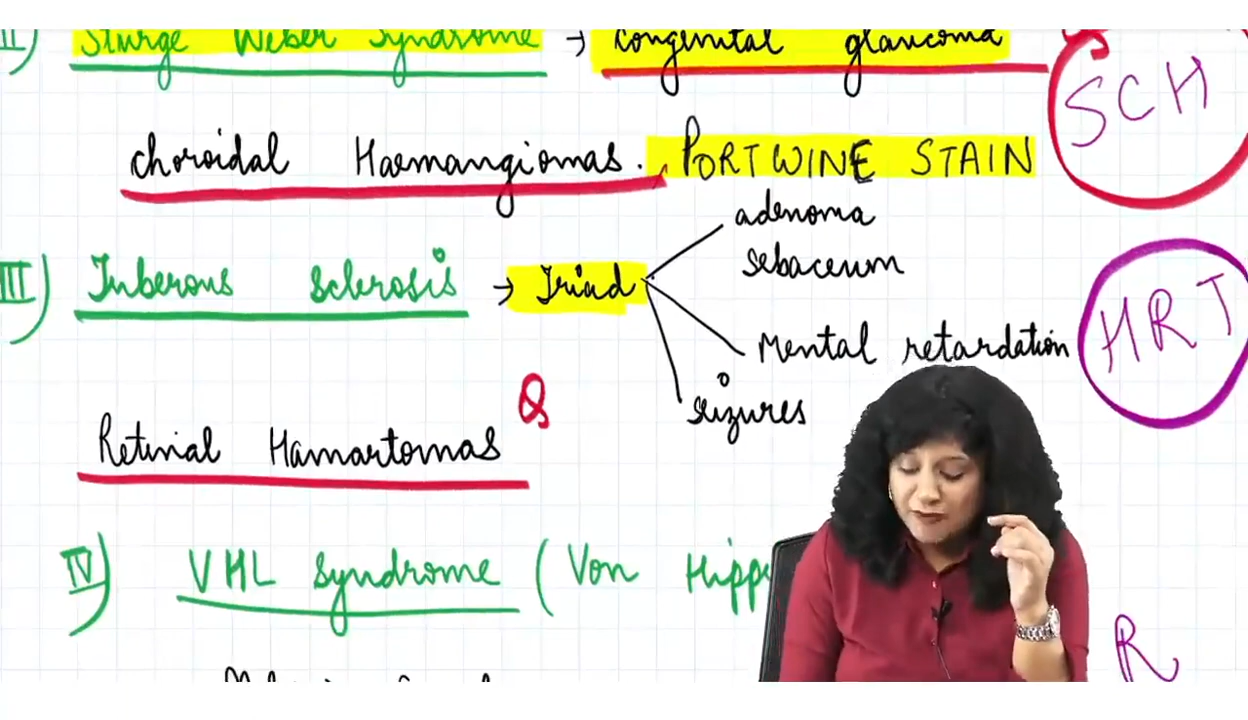 II) Sturge Weber Syndrome → Congenital glaucoma
SCH
choroidal Haemangiomas. PORTWINE STAIN
III) Tuberous Sclerosis → Triad
adenoma
sebaceum
Mental retardation
seizures
HRT
Retinal Hamartomas
Q
IV) VHL Syndrome (Von Hipp
R